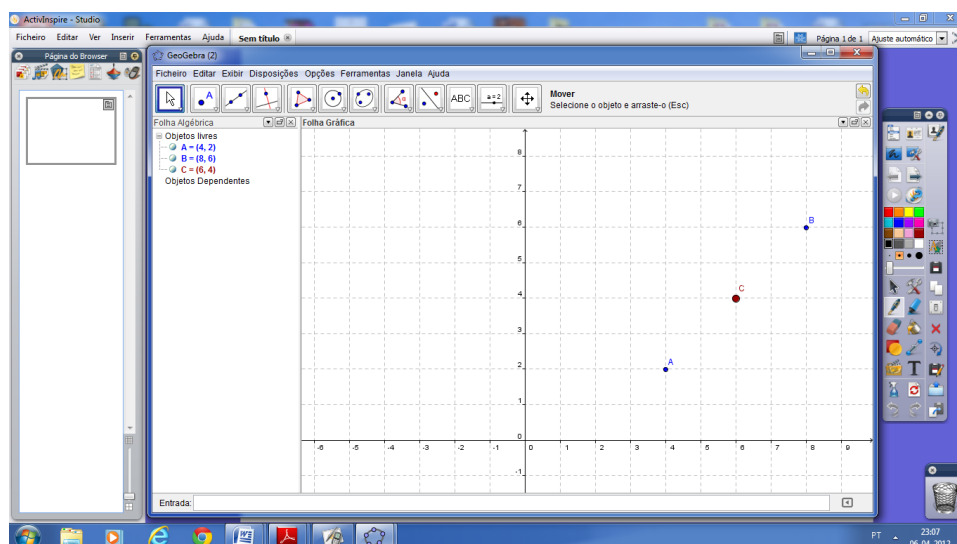 ActivInspire - Studio
Ficheiro Editar Ver Inserir Ferramentas Ajuda Sem título
Página 1 de 1 Ajuste automático
Página do Browser
GeoGebra (2)
Ficheiro Editar Exibir Disposições Opções Ferramentas Janela Ajuda
A
ABC
a=2
Mover
Selecione o objeto e arraste-o (Esc)
Folha Algébrica
Folha Gráfica
Objetos livres
A = (4, 2)
B = (8, 6)
C = (6, 4)
Objetos Dependentes
8
7
6
5
4
3
2
1
0
-1
-6 -5 -4 -3 -2 -1 0 1 2 3 4 5 6 7 8 9
B
C
A
T
Entrada:
PT
23:07
06-04-2012